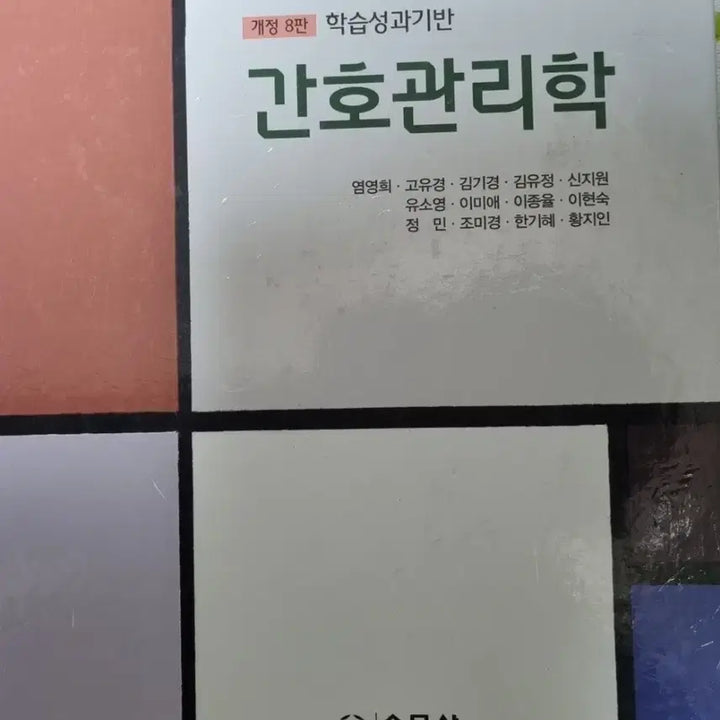 개정 8판 학습성과기반
간호관리학
염영희 · 고유경 · 김기경 · 김유정 · 신지원
유소영 · 이미애 · 이종율 · 이현숙
정 민 · 조미경 · 한기혜 · 황지인